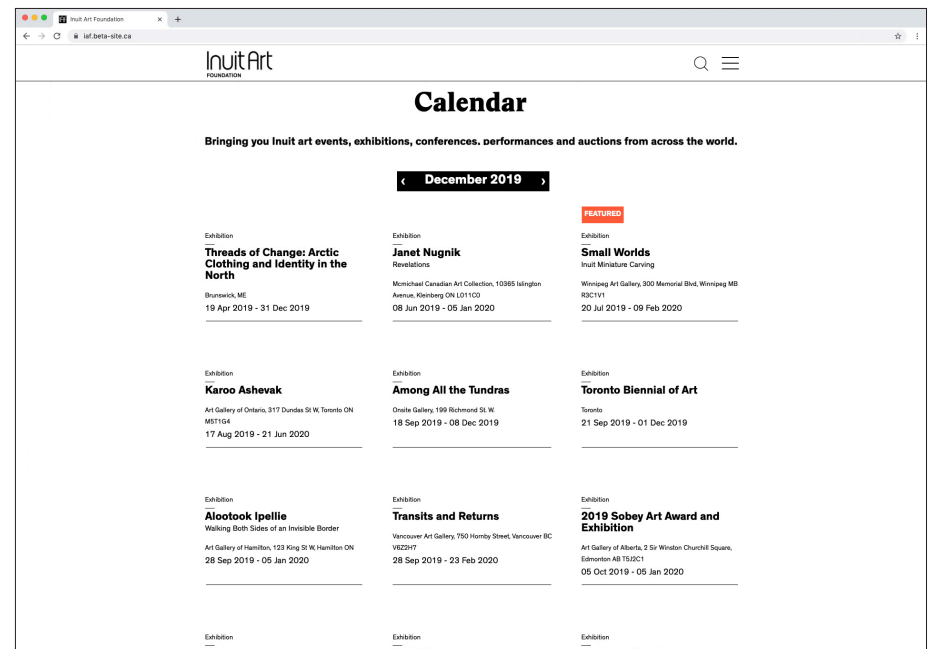 Inuit Art Foundation
iaf.beta-site.ca
Inuit Art
FOUNDATION
Calendar
Bringing you Inuit art events, exhibitions, conferences, performances and auctions from across the world.
December 2019
FEATURED
Exhibition
Threads of Change: Arctic
Clothing and Identity in the
North
Brunswick, ME
19 Apr 2019 - 31 Dec 2019
Exhibition
Janet Nugnik
Revelations
Mcmichael Canadian Art Collection, 10365 Islington
Avenue, Kleinberg ON L011C0
08 Jun 2019 - 05 Jan 2020
Exhibition
Small Worlds
Inuit Miniature Carving
Winnipeg Art Gallery, 300 Memorial Blvd, Winnipeg MB
R3C1V1
20 Jul 2019 - 09 Feb 2020
Exhibition
Karoo Ashevak
Art Gallery of Ontario, 317 Dundas St W, Toronto ON
M5T1G4
17 Aug 2019 - 21 Jun 2020
Exhibition
Among All the Tundras
Onsite Gallery, 199 Richmond St. W.
18 Sep 2019 - 08 Dec 2019
Exhibition
Toronto Biennial of Art
Toronto
21 Sep 2019 - 01 Dec 2019
Exhibition
Alootook Ipellie
Walking Both Sides of an Invisible Border
Art Gallery of Hamilton, 123 King St W, Hamilton ON
28 Sep 2019 - 05 Jan 2020
Exhibition
Transits and Returns
Vancouver Art Gallery, 750 Hornby Street, Vancouver BC
V6Z2H7
28 Sep 2019 - 23 Feb 2020
Exhibition
2019 Sobey Art Award and
Exhibition
Art Gallery of Alberta, 2 Sir Winston Churchill Square,
Edmonton AB T5J2C1
05 Oct 2019 - 05 Jan 2020
Exhibition
Exhibition
Exhibition